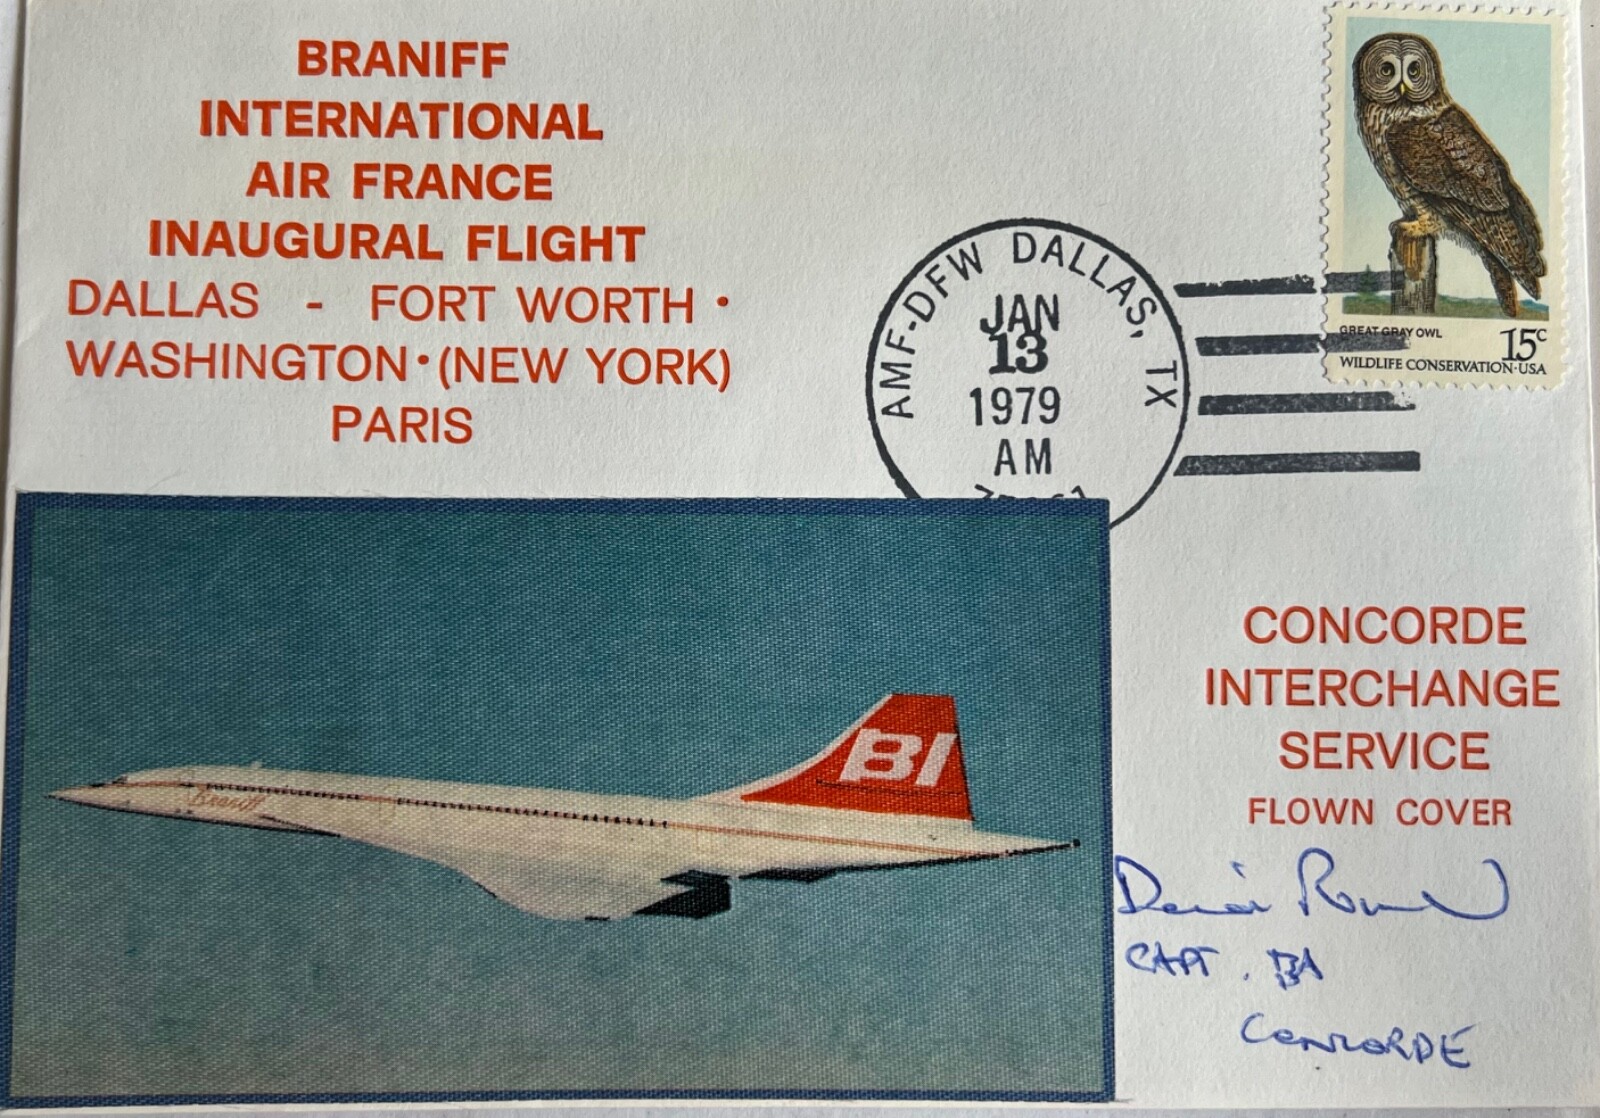 BRANIFF
INTERNATIONAL
AIR FRANCE
INAUGURAL FLIGHT
DALLAS - FORT WORTH •
WASHINGTON • (NEW YORK)
PARIS
AMF-DFW DALLAS, TX
JAN
13
1979
AM
GREAT GRAY OWL
15c
WILDLIFE CONSERVATION·USA
BI
Braniff
CONCORDE
INTERCHANGE
SERVICE
FLOWN COVER
CAPT. BA
CONCORDE